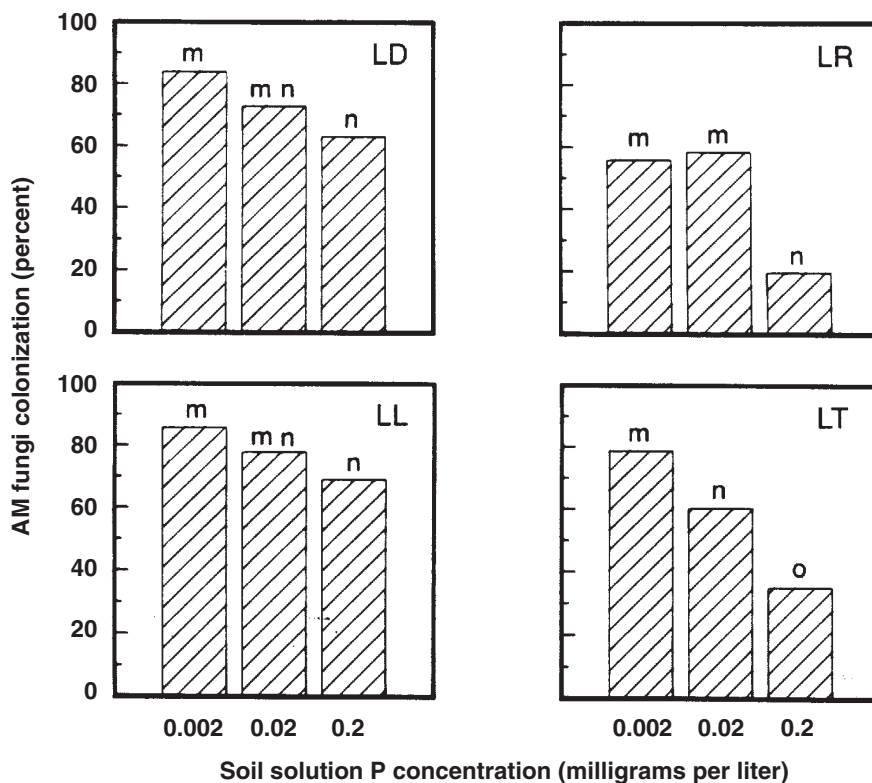 AM fungi colonization (percent)
100
80
60
40
20
0
LD
m
m n
n
LR
m
m
n
100
80
60
40
20
0
LL
m
m n
n
LT
m
n
o
0.002 0.02 0.2
0.002 0.02 0.2
Soil solution P concentration (milligrams per liter)